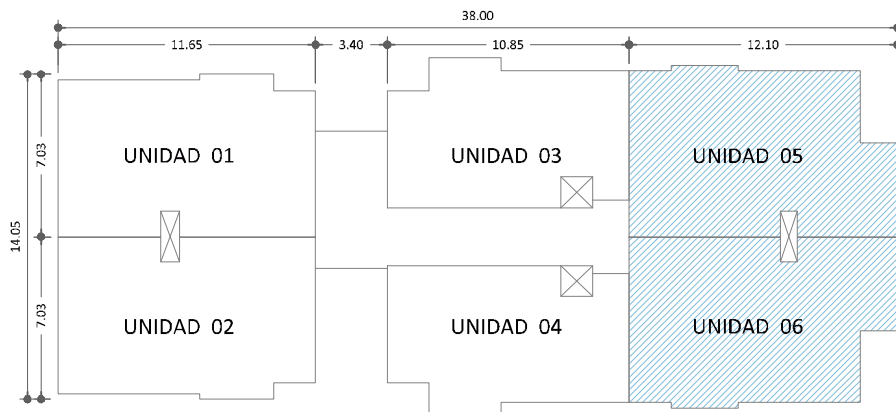 38.00
11.65 3.40 10.85 12.10
7.03
UNIDAD 01 UNIDAD 03 UNIDAD 05
14.05
7.03
UNIDAD 02 UNIDAD 04 UNIDAD 06